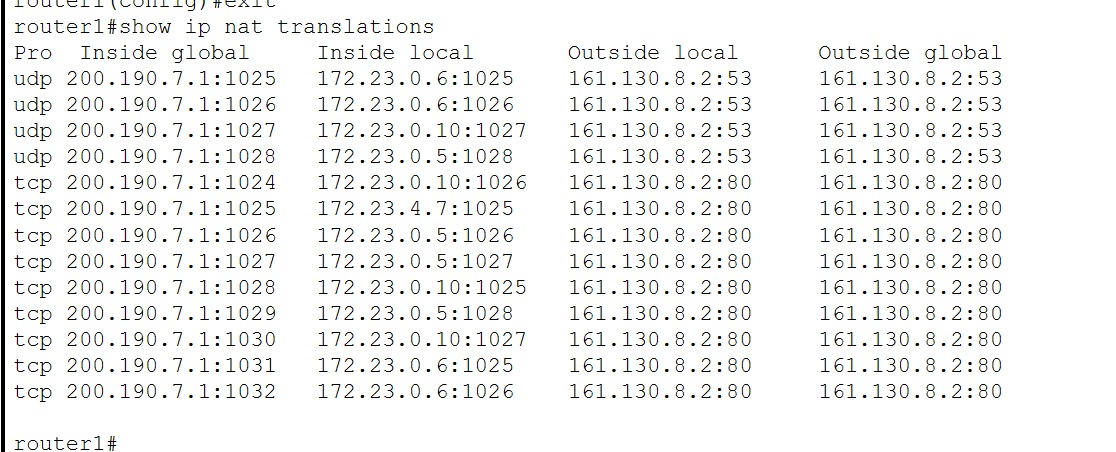 router1(config)#exit
router1#show ip nat translations
Pro  Inside global     Inside local       Outside local      Outside global
udp 200.190.7.1:1025   172.23.0.6:1025    161.130.8.2:53     161.130.8.2:53
udp 200.190.7.1:1026   172.23.0.6:1026    161.130.8.2:53     161.130.8.2:53
udp 200.190.7.1:1027   172.23.0.10:1027   161.130.8.2:53     161.130.8.2:53
udp 200.190.7.1:1028   172.23.0.5:1028    161.130.8.2:53     161.130.8.2:53
tcp 200.190.7.1:1024   172.23.0.10:1026   161.130.8.2:80     161.130.8.2:80
tcp 200.190.7.1:1025   172.23.4.7:1025    161.130.8.2:80     161.130.8.2:80
tcp 200.190.7.1:1026   172.23.0.5:1026    161.130.8.2:80     161.130.8.2:80
tcp 200.190.7.1:1027   172.23.0.5:1027    161.130.8.2:80     161.130.8.2:80
tcp 200.190.7.1:1028   172.23.0.10:1025   161.130.8.2:80     161.130.8.2:80
tcp 200.190.7.1:1029   172.23.0.5:1028    161.130.8.2:80     161.130.8.2:80
tcp 200.190.7.1:1030   172.23.0.10:1027   161.130.8.2:80     161.130.8.2:80
tcp 200.190.7.1:1031   172.23.0.6:1025    161.130.8.2:80     161.130.8.2:80
tcp 200.190.7.1:1032   172.23.0.6:1026    161.130.8.2:80     161.130.8.2:80
router1#